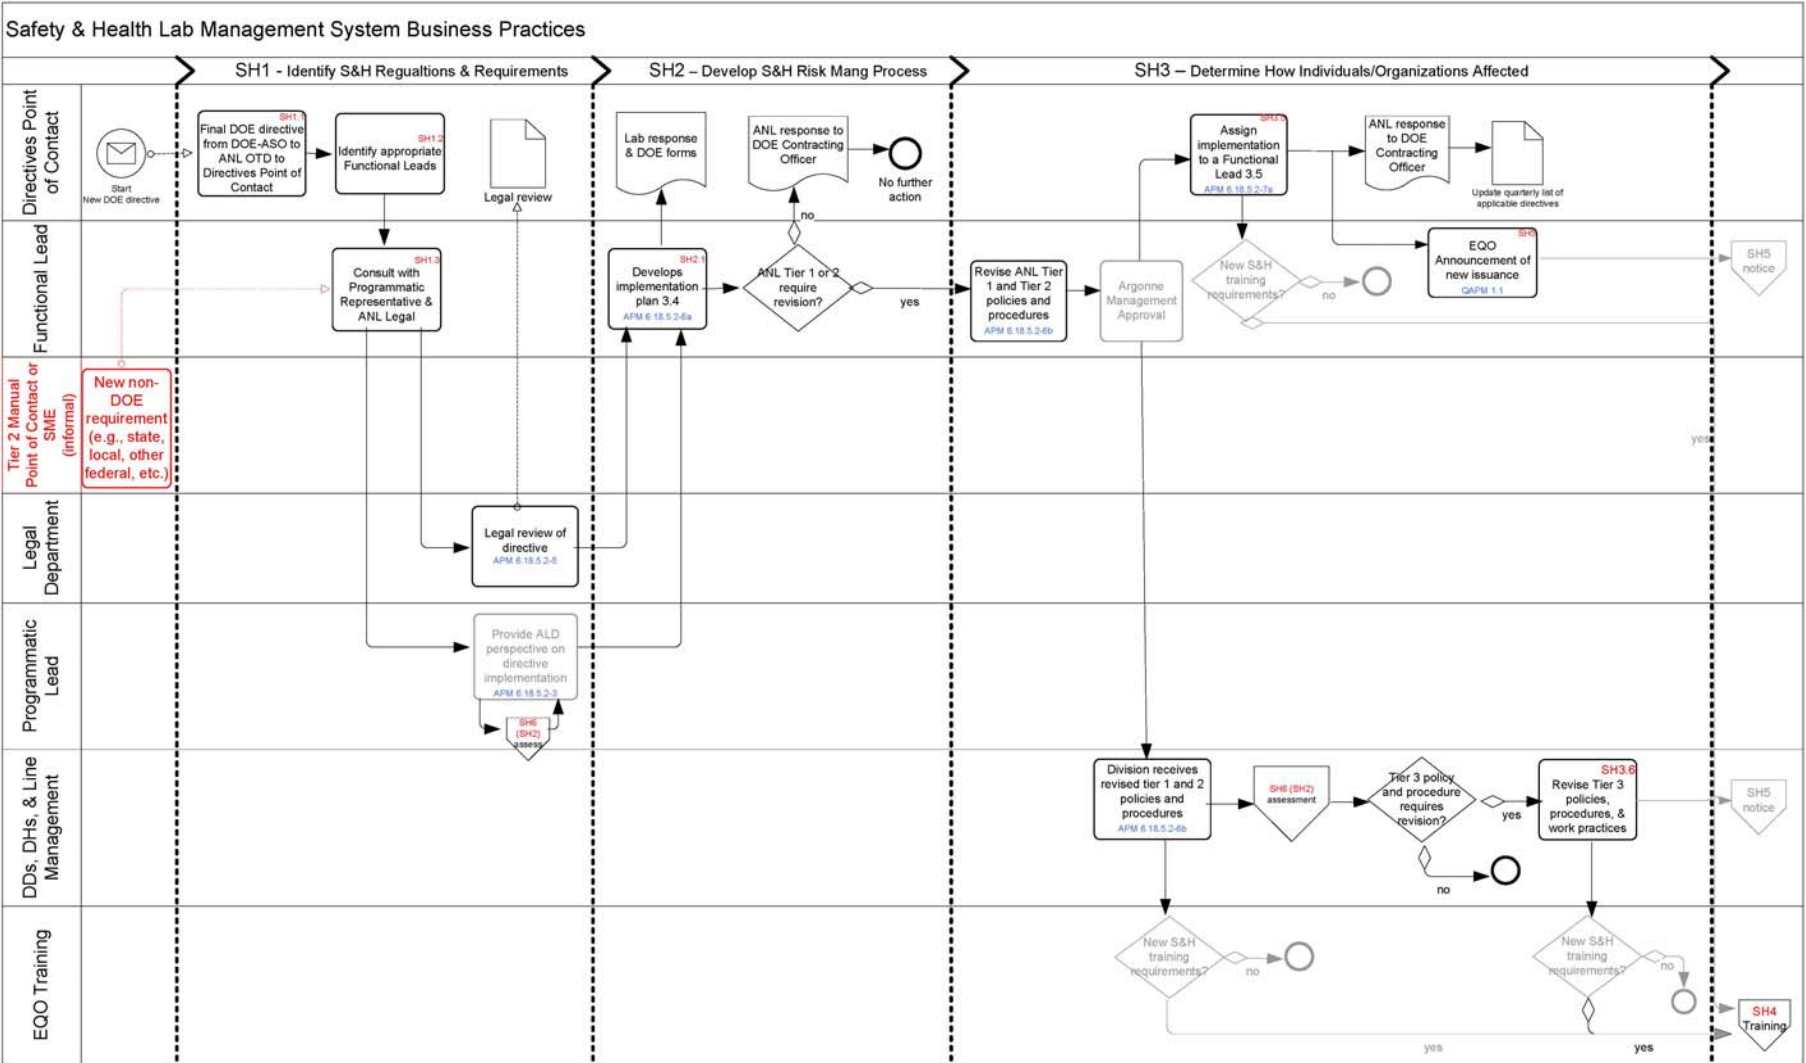 Safety & Health Lab Management System Business Practices
SH1 - Identify S&H Regualtions & Requirements
SH2 – Develop S&H Risk Mang Process
SH3 – Determine How Individuals/Organizations Affected
Directives Point
of Contact
Start
New DOE directive
SH1.1
Final DOE directive
from DOE-ASO to
ANL OTD to
Directives Point of
Contact
SH1.2
Identify appropriate
Functional Leads
Legal review
Lab response
& DOE forms
ANL response to
DOE Contracting
Officer
No further
action
no
SH3.5
Assign
implementation
to a Functional
Lead 3.5
APM 6.18.5.2-7a
ANL response
to DOE
Contracting
Officer
Update quarterly list of
applicable directives
Functional Lead
SH1.3
Consult with
Programmatic
Representative &
ANL Legal
SH2.1
Develops
implementation
plan 3.4
APM 6.18.5.2-6a
ANL Tier 1 or 2
require
revision?
yes
Revise ANL Tier
1 and Tier 2
policies and
procedures
APM 6.18.5.2-6b
Argonne
Management
Approval
New S&H
training
requirements?
no
SH5
EQO
Announcement of
new issuance
QAPM 1.1
SH5
notice
Tier 2 Manual
Point of Contact or
SME
(informal)
New non-
DOE
requirement
(e.g., state,
local, other
federal, etc.)
yes
Legal
Department
Legal review of
directive
APM 6.18.5.2-5
Programmatic
Lead
Provide ALD
perspective on
directive
implementation
APM 6.18.5.2-3
SH6
(SH2)
assess
DDs, DHs, & Line
Management
Division receives
revised tier 1 and 2
policies and
procedures
APM 6.18.5.2-6b
SH6 (SH2)
assessment
Tier 3 policy
and procedure
requires
revision?
yes
no
SH3.6
Revise Tier 3
policies,
procedures, &
work practices
SH5
notice
EQO Training
New S&H
training
requirements?
no
New S&H
training
requirements?
no
SH4
Training
yes
yes